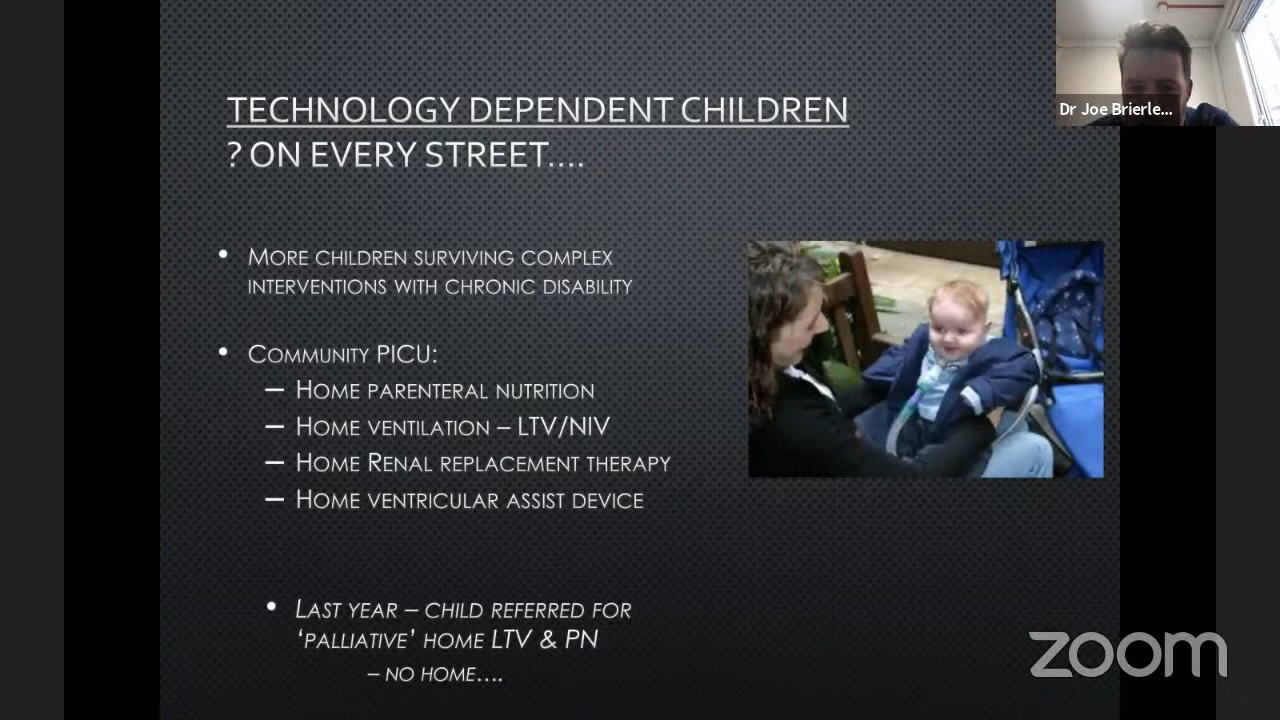 TECHNOLOGY DEPENDENT CHILDREN
? ON EVERY STREET....
Dr Joe Brierle...
• MORE CHILDREN SURVIVING COMPLEX
INTERVENTIONS WITH CHRONIC DISABILITY
• COMMUNITY PICU:
– HOME PARENTERAL NUTRITION
– HOME VENTILATION – LTV/NIV
– HOME RENAL REPLACEMENT THERAPY
– HOME VENTRICULAR ASSIST DEVICE
• LAST YEAR – CHILD REFERRED FOR
‘PALLIATIVE’ HOME LTV & PN
– NO HOME....
zoom